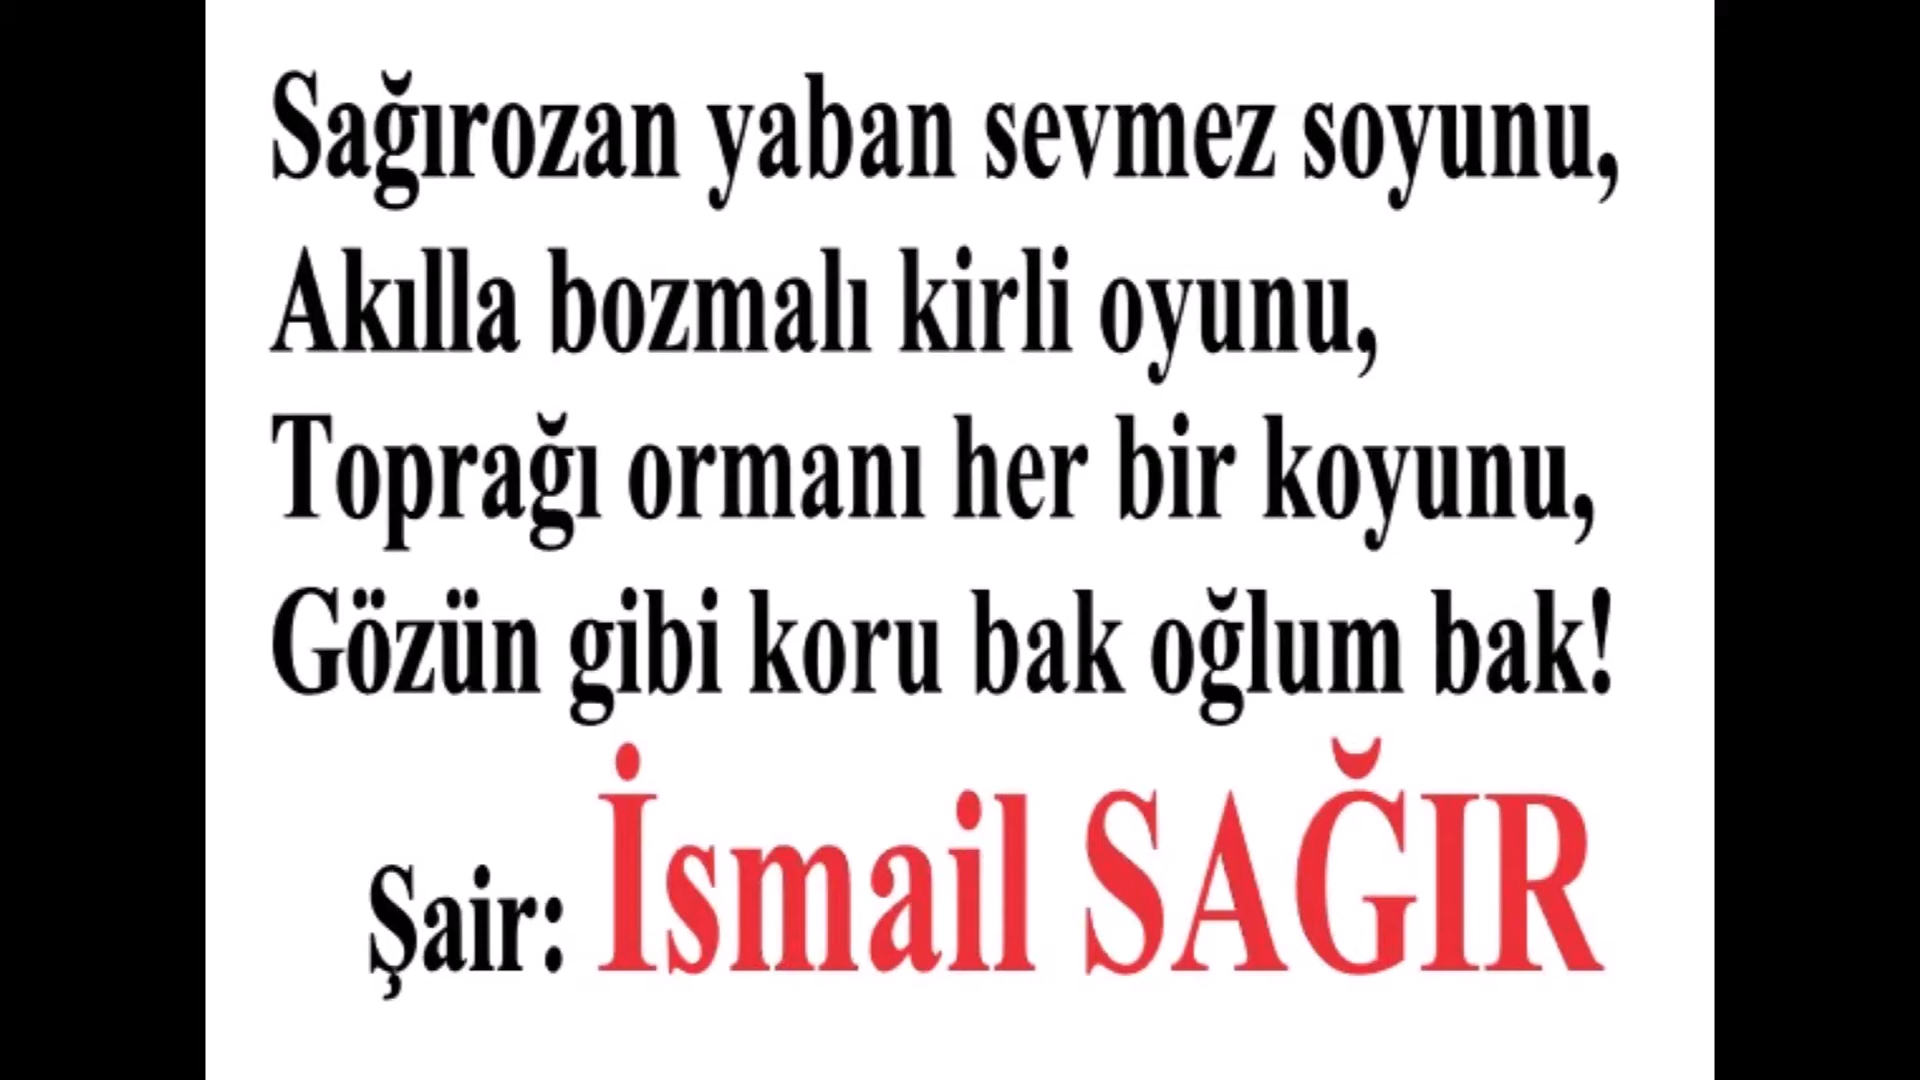 Sağırozan yaban sevmez soyunu,
Akılla bozmalı kirli oyunu,
Toprağı ormanı her bir koyunu,
Gözün gibi koru bak oğlum bak!
Şair: İsmail SAĞIR